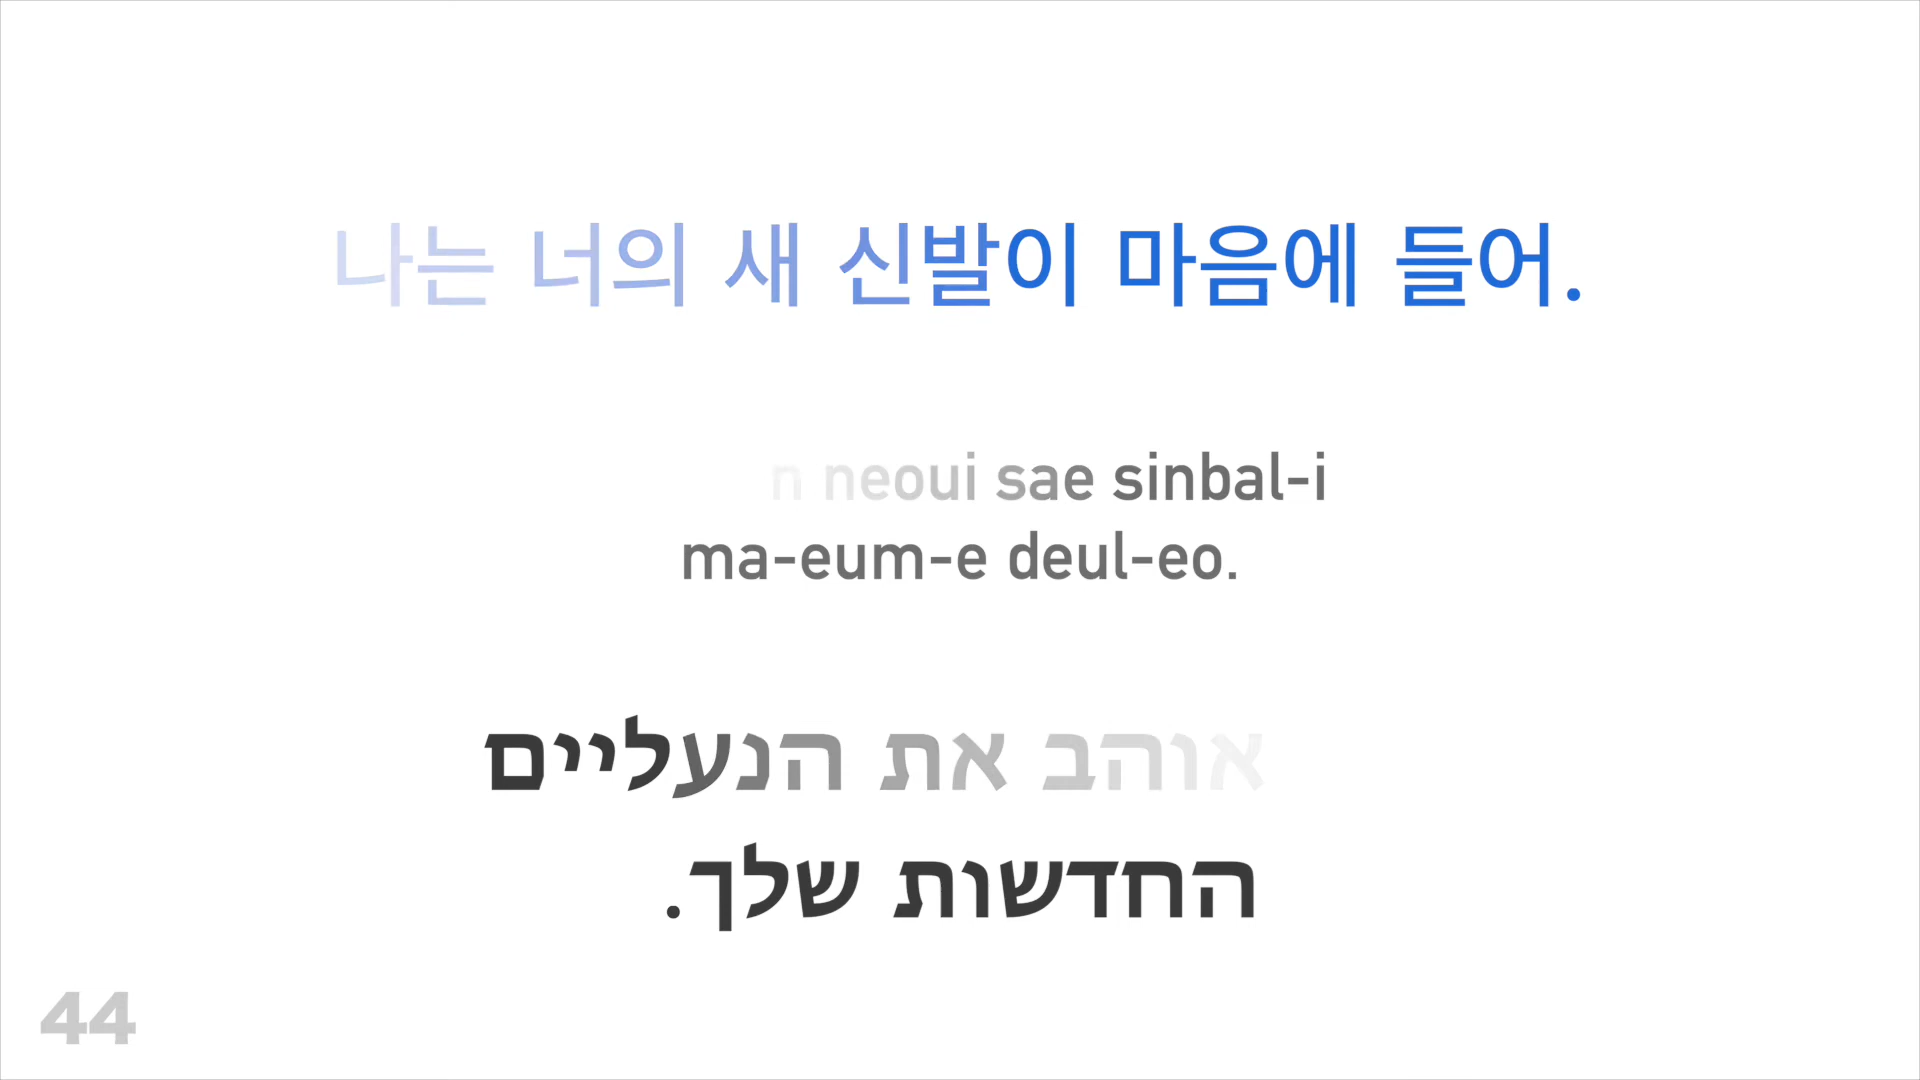 나는 너의 새 신발이 마음에 들어.
n neoui sae sinbal-i
ma-eum-e deul-eo.
אוהב את הנעליים
החדשות שלך.
44